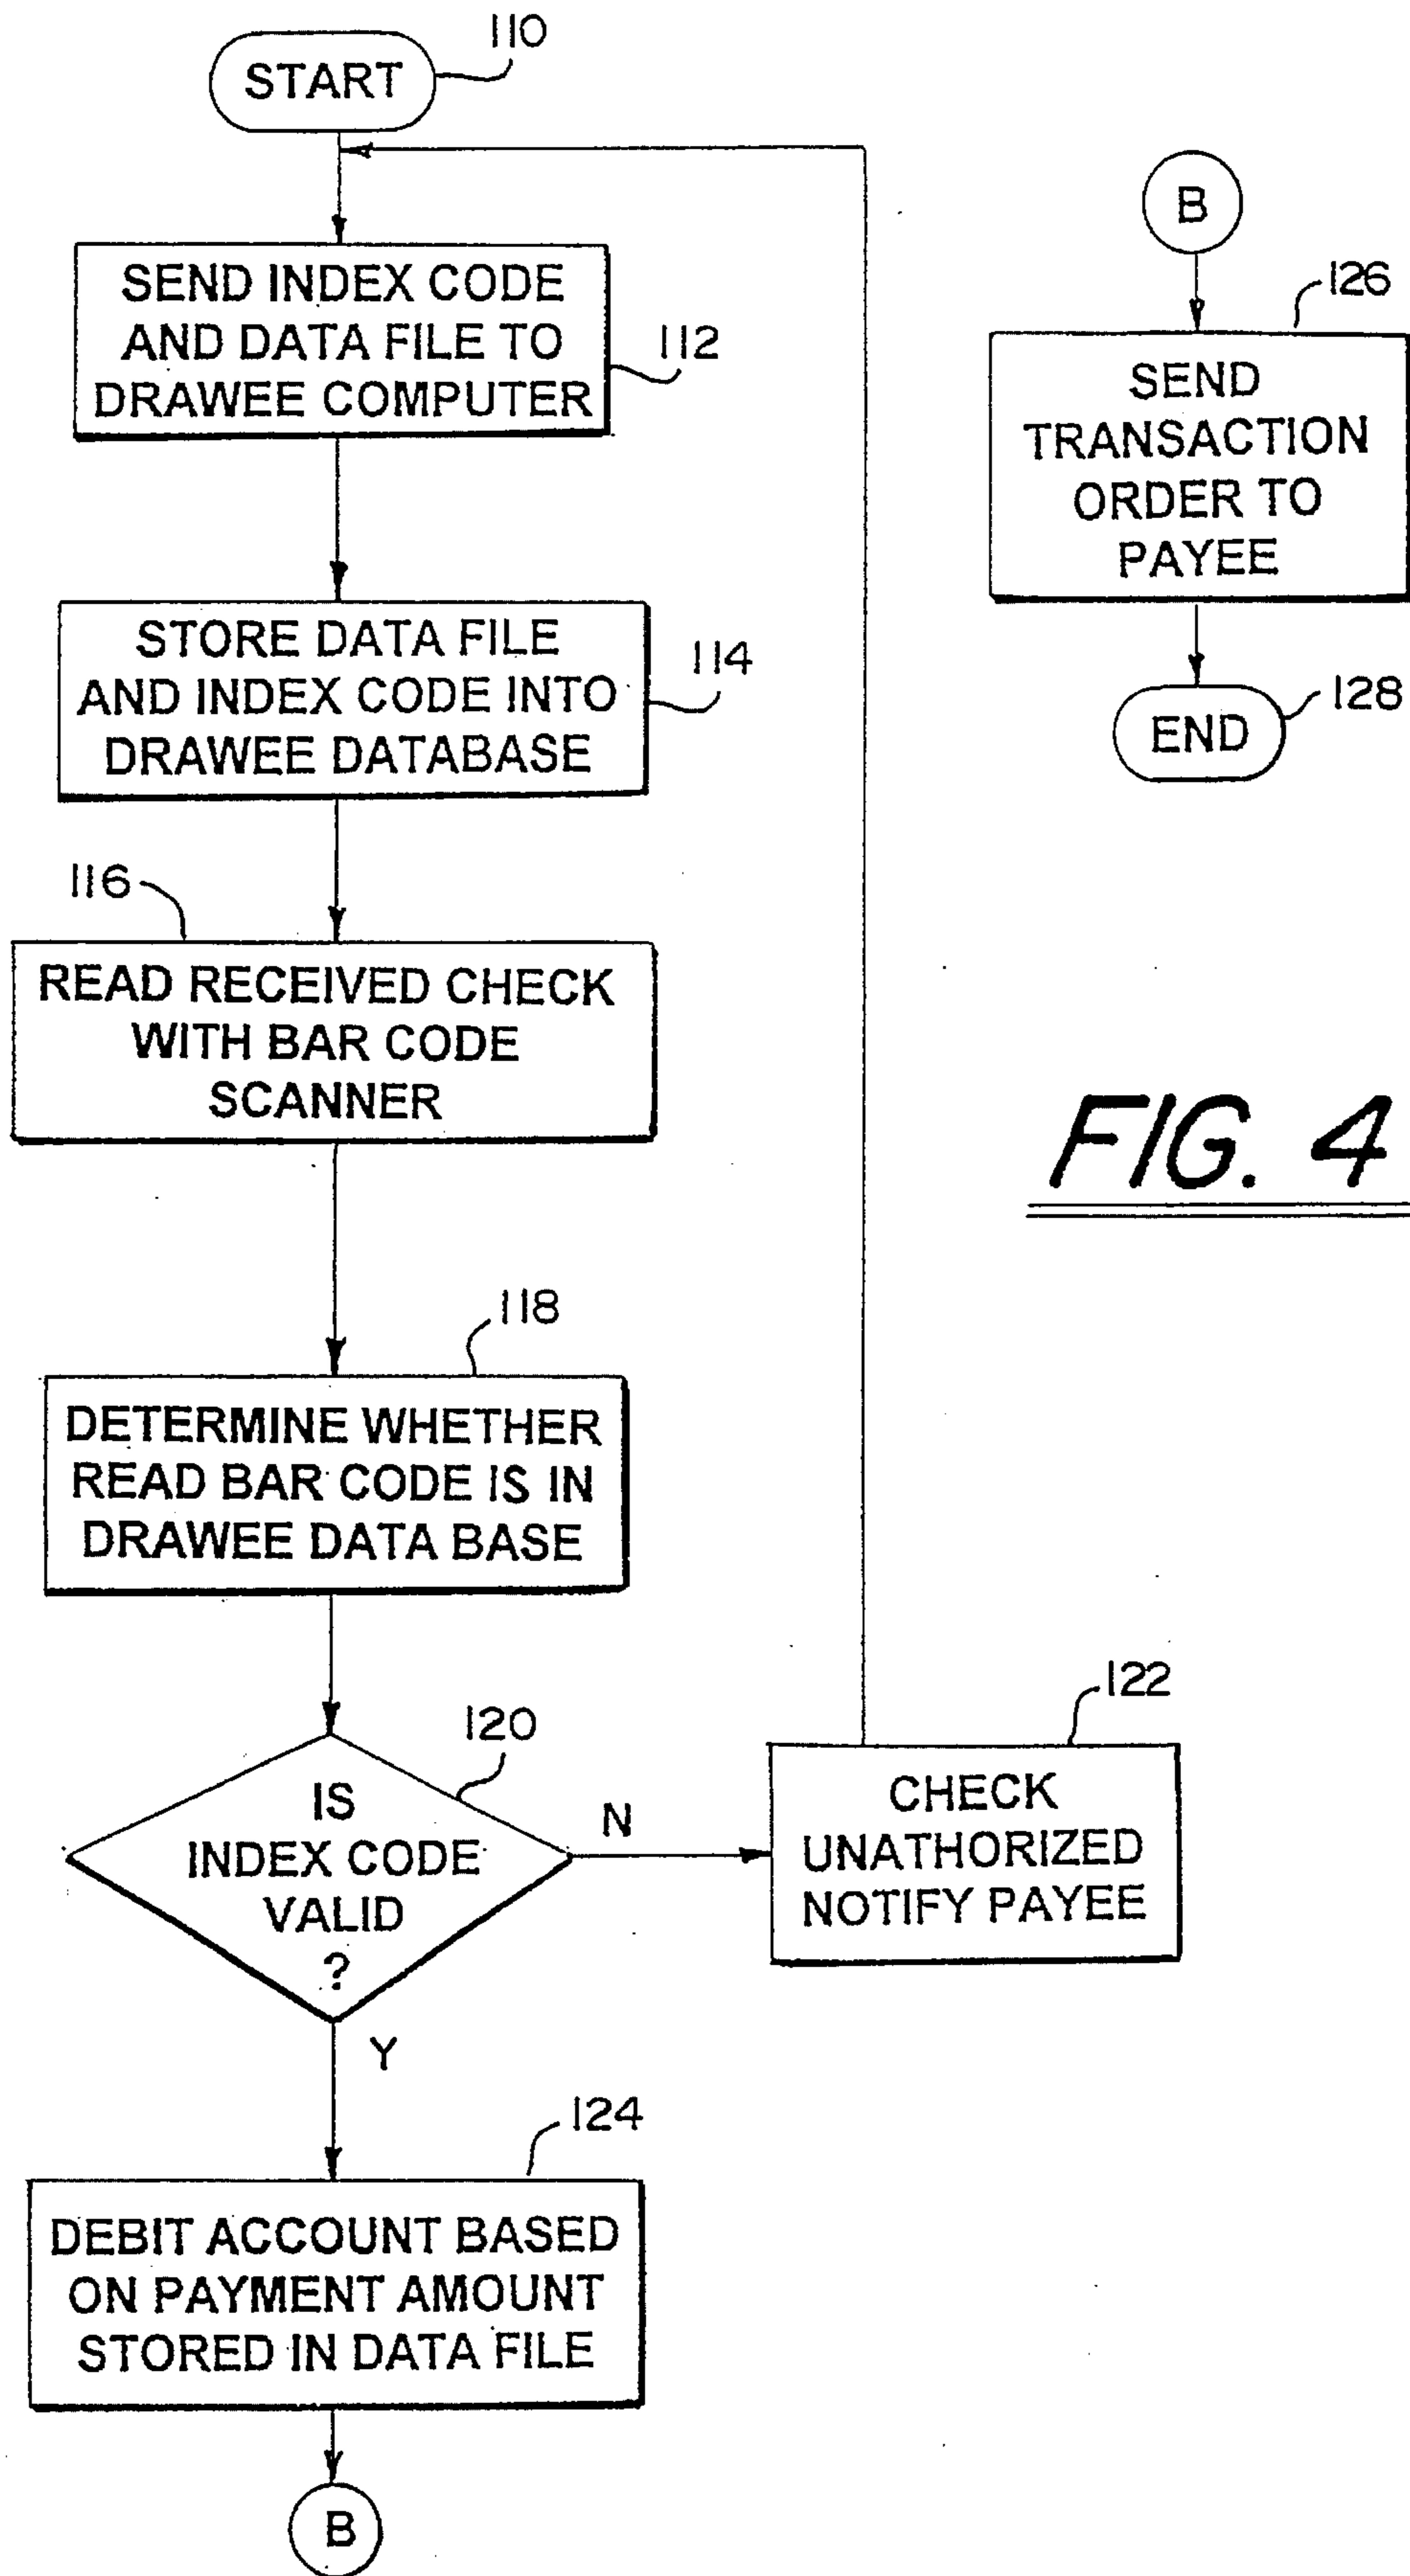 START
110
SEND INDEX CODE
AND DATA FILE TO
DRAWEE COMPUTER
112
STORE DATA FILE
AND INDEX CODE INTO
DRAWEE DATABASE
114
116
READ RECEIVED CHECK
WITH BAR CODE
SCANNER
118
DETERMINE WHETHER
READ BAR CODE IS IN
DRAWEE DATA BASE
120
IS
INDEX CODE
VALID
?
N
122
CHECK
UNATHORIZED
NOTIFY PAYEE
Y
124
DEBIT ACCOUNT BASED
ON PAYMENT AMOUNT
STORED IN DATA FILE
B
B
126
SEND
TRANSACTION
ORDER TO
PAYEE
END
128
FIG. 4